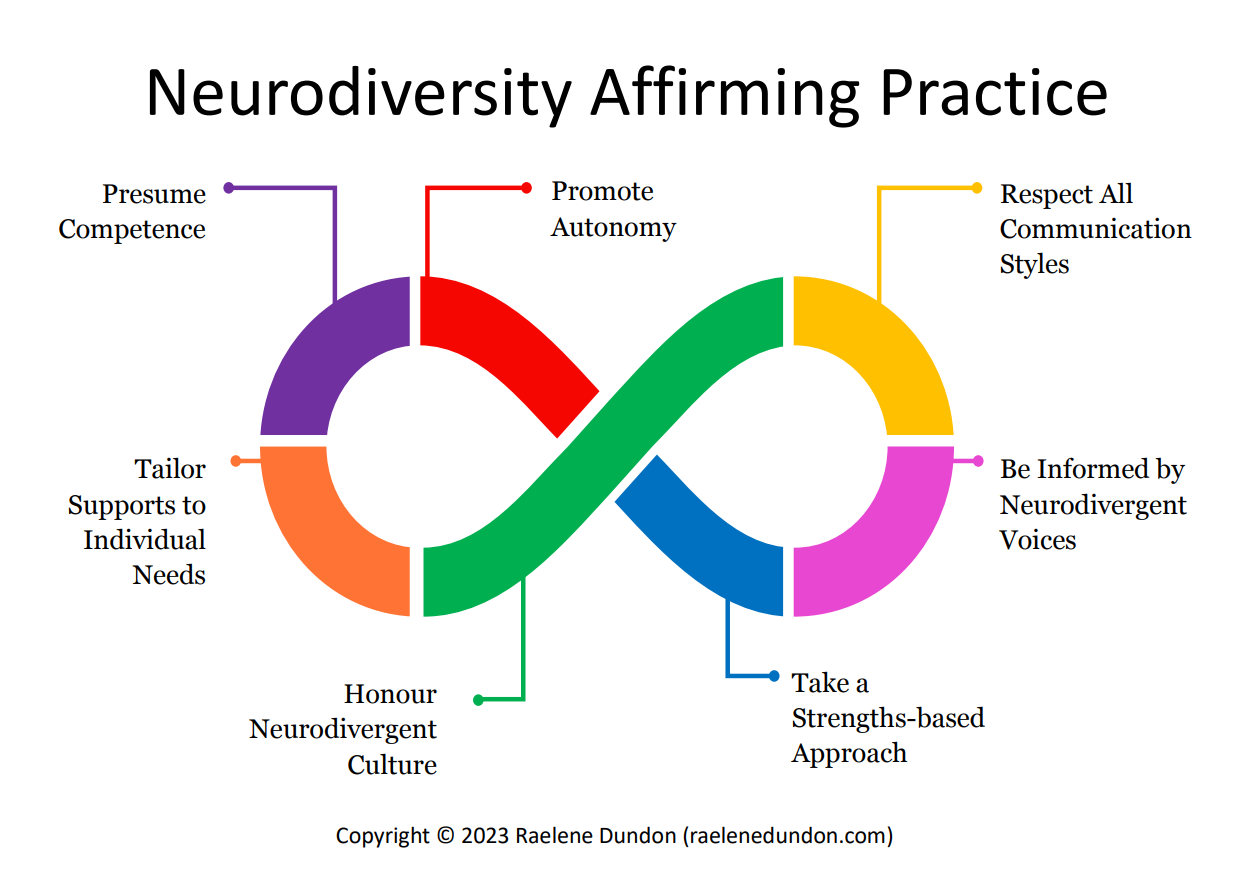 Neurodiversity Affirming Practice
Presume
Competence
Promote
Autonomy
Respect All
Communication
Styles
Tailor
Supports to
Individual
Needs
Be Informed by
Neurodivergent
Voices
Honour
Neurodivergent
Culture
Take a
Strengths-based
Approach
Copyright © 2023 Raelene Dundon (raelenedundon.com)